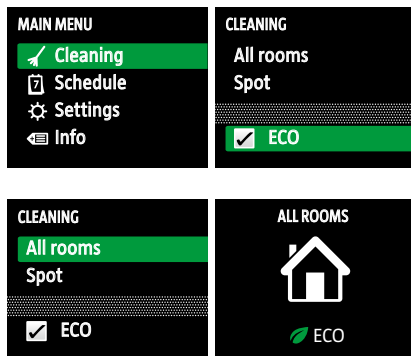 MAIN MENU
Cleaning
7 Schedule
Settings
Info
CLEANING
All rooms
Spot
ECO
CLEANING
All rooms
Spot
ECO
ALL ROOMS
ECO